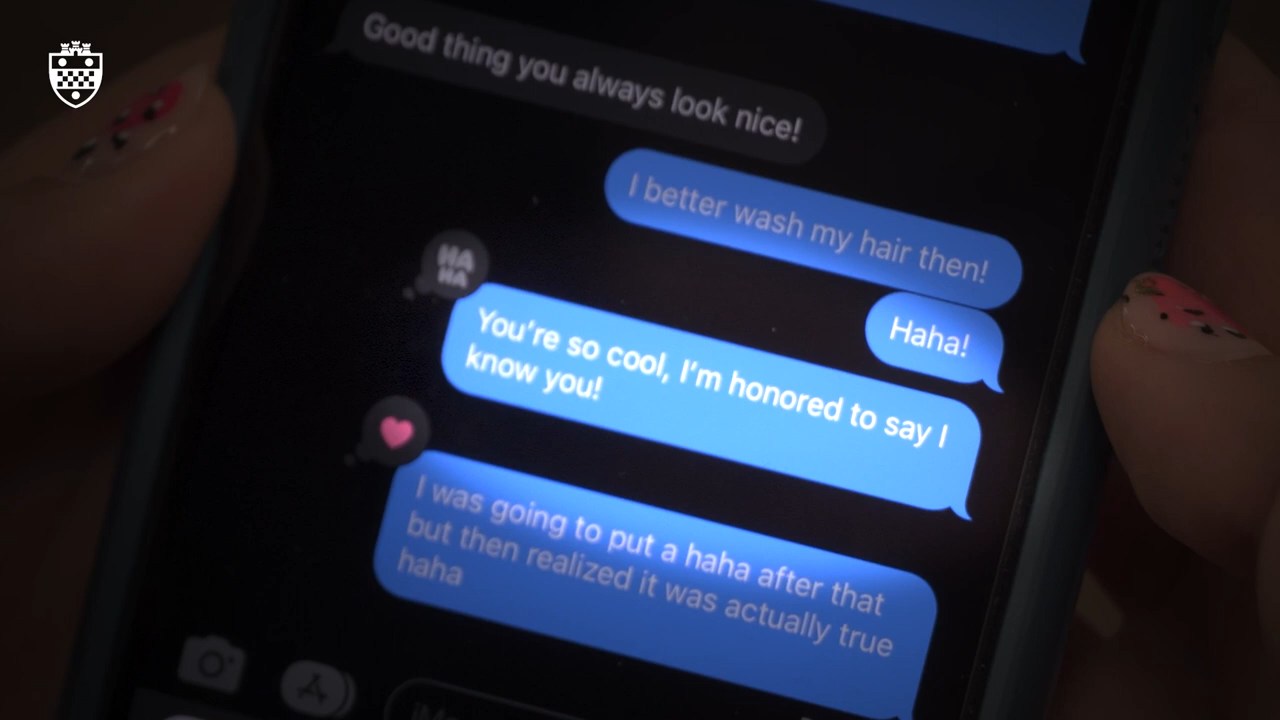 Good thing you always look nice!
I better wash my hair then!
Haha!
HA
HA
You're so cool, I'm honored to say I
know you!
I was going to put a haha after that
but then realized it was actually true
haha